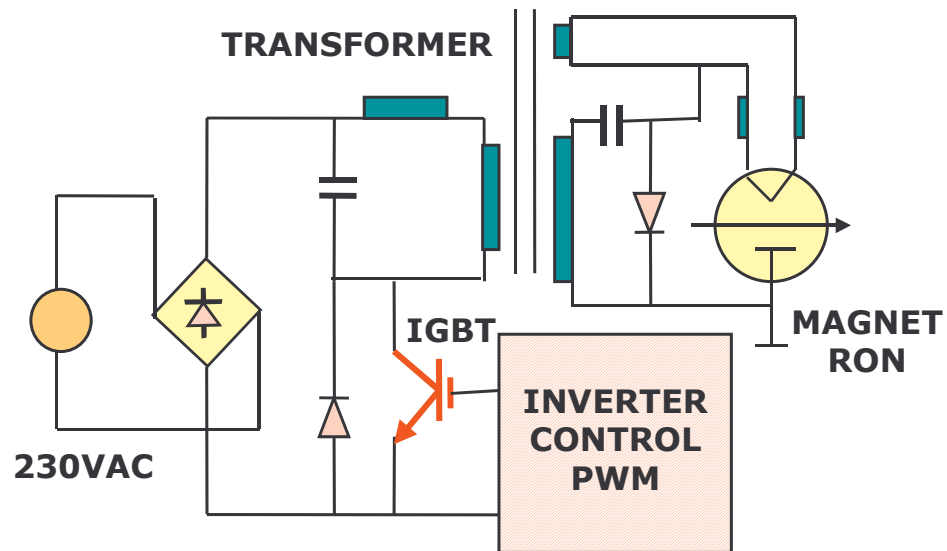 TRANSFORMER
IGBT
MAGNET
RON
INVERTER
CONTROL
PWM
230VAC